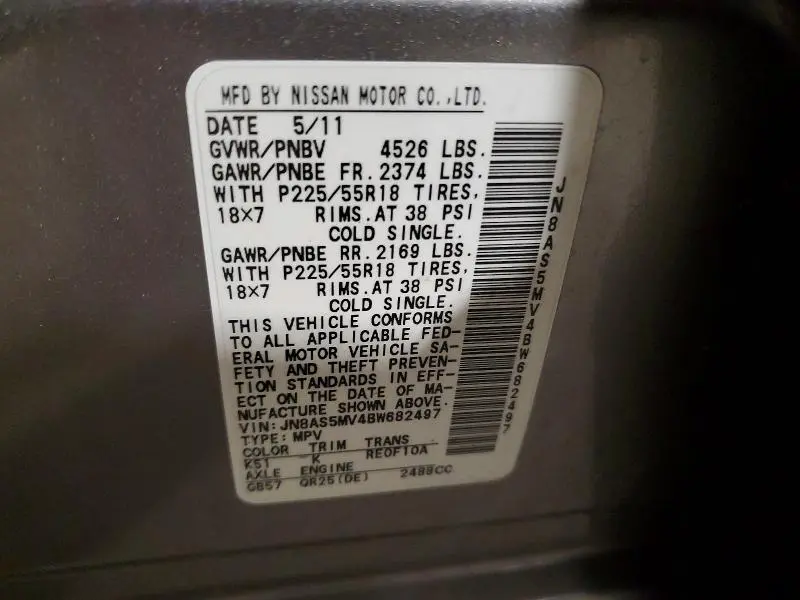 MFD BY NISSAN MOTOR CO.,LTD.
DATE 5/11
GVWR/PNBV 4526 LBS.
GAWR/PNBE FR. 2374 LBS.
WITH P225/55R18 TIRES,
18×7 RIMS. AT 38 PSI
COLD SINGLE.
GAWR/PNBE RR. 2169 LBS.
WITH P225/55R18 TIRES,
18×7 RIMS. AT 38 PSI
COLD SINGLE.
THIS VEHICLE CONFORMS
TO ALL APPLICABLE FED-
ERAL MOTOR VEHICLE SA-
FETY AND THEFT PREVEN-
TION STANDARDS IN EFF-
ECT ON THE DATE OF MA-
NUFACTURE SHOWN ABOVE.
VIN: JN8AS5MV4BW682497
TYPE: MPV
COLOR TRIM TRANS
K51 K RE0F10A
AXLE ENGINE
GB57 QR25(DE) 2488CC
JN8AS5MV4BW682497